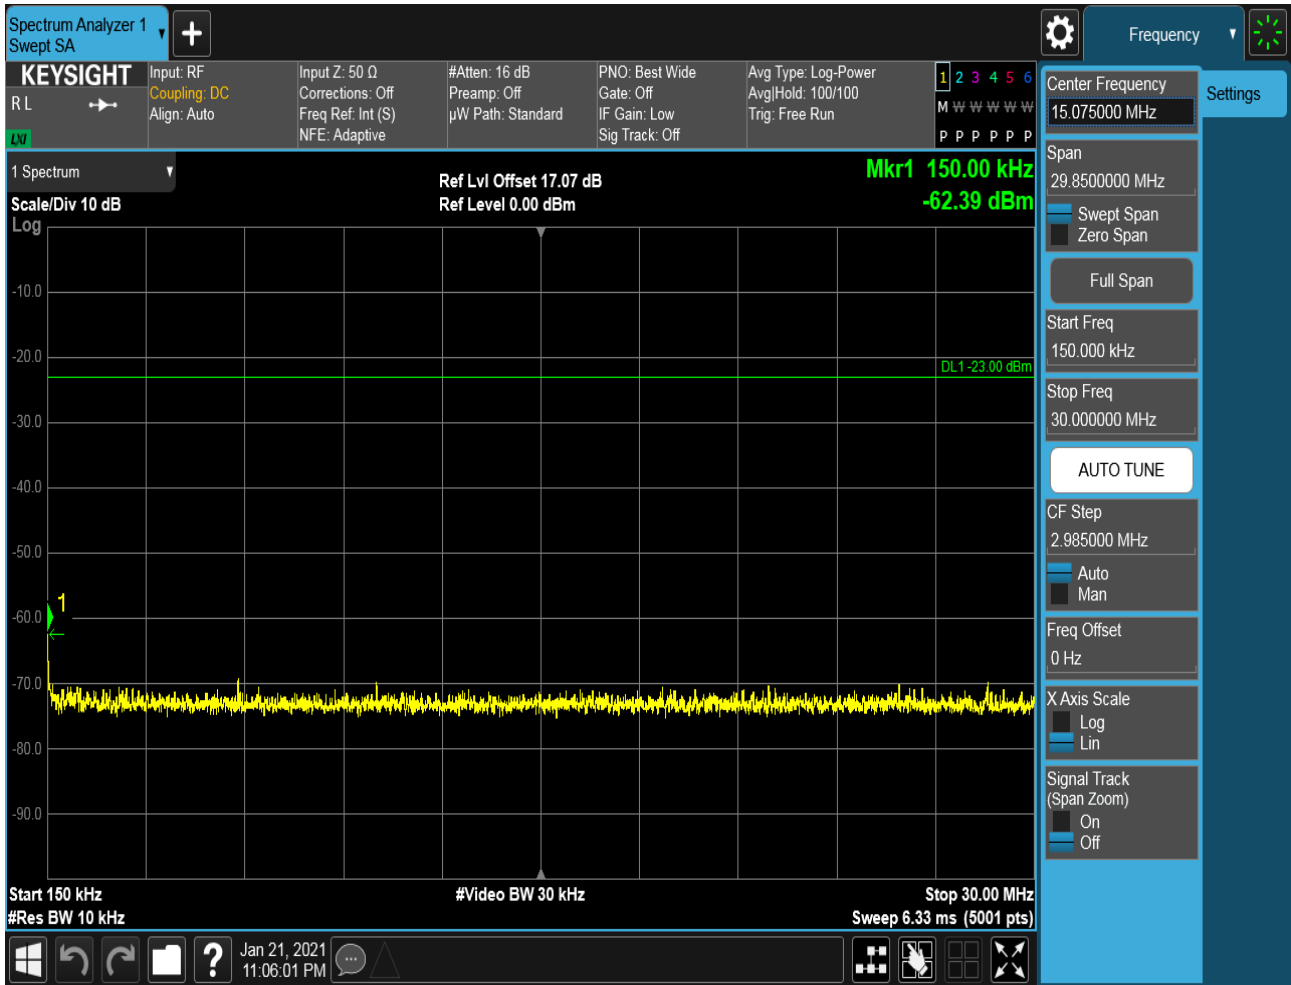 Spectrum Analyzer 1
Swept SA
Frequency
KEYSIGHT
R L
LXI
Input: RF
Coupling: DC
Align: Auto
Input Z: 50 Ω
Corrections: Off
Freq Ref: Int (S)
NFE: Adaptive
#Atten: 16 dB
Preamp: Off
µW Path: Standard
PNO: Best Wide
Gate: Off
IF Gain: Low
Sig Track: Off
Avg Type: Log-Power
Avg|Hold: 100/100
Trig: Free Run
1 2 3 4 5 6
M W W W W W
P P P P P P
1 Spectrum
Scale/Div 10 dB
Log
Ref Lvl Offset 17.07 dB
Ref Level 0.00 dBm
Mkr1 150.00 kHz
-62.39 dBm
-10.0
-20.0
DL1 -23.00 dBm
-30.0
-40.0
-50.0
1
-60.0
-70.0
-80.0
-90.0
Start 150 kHz
#Res BW 10 kHz
#Video BW 30 kHz
Stop 30.00 MHz
Sweep 6.33 ms (5001 pts)
Center Frequency
15.075000 MHz
Settings
Span
29.8500000 MHz
Swept Span
Zero Span
Full Span
Start Freq
150.000 kHz
Stop Freq
30.000000 MHz
AUTO TUNE
CF Step
2.985000 MHz
Auto
Man
Freq Offset
0 Hz
X Axis Scale
Log
Lin
Signal Track
(Span Zoom)
On
Off
?
Jan 21, 2021
11:06:01 PM